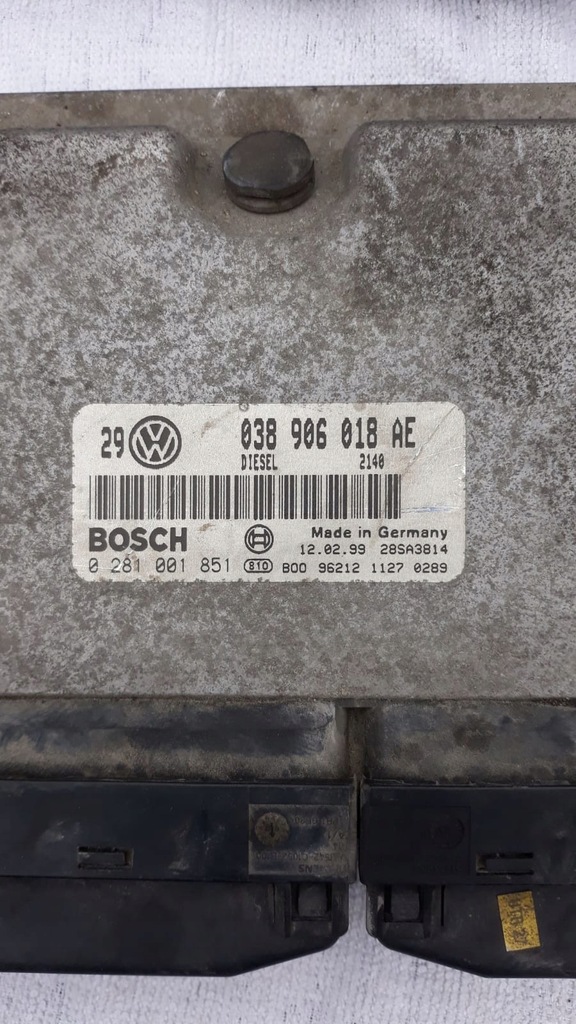 29 VW 038 906 018 AE
DIESEL 2140
BOSCH Made in Germany
12.02.99 28SA3814
0 281 001 851 810 B00 96212 1127 0289